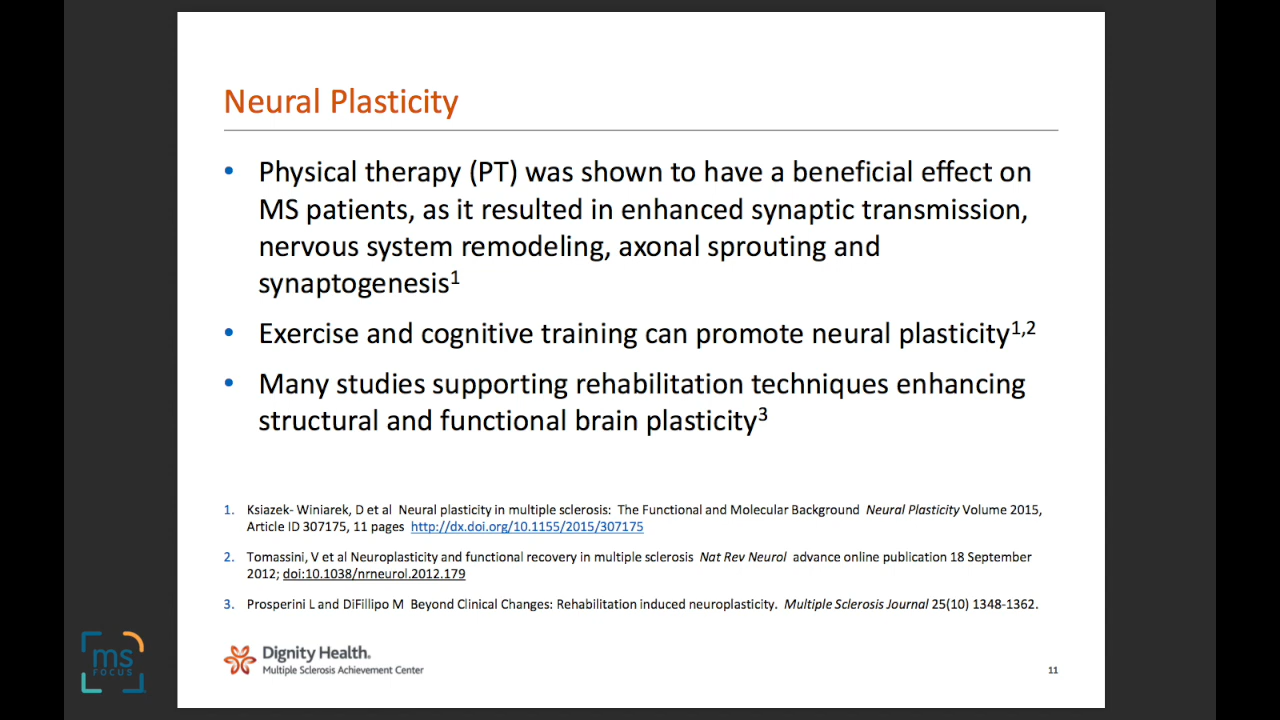 Neural Plasticity
• Physical therapy (PT) was shown to have a beneficial effect on
MS patients, as it resulted in enhanced synaptic transmission,
nervous system remodeling, axonal sprouting and
synaptogenesis1
• Exercise and cognitive training can promote neural plasticity1,2
• Many studies supporting rehabilitation techniques enhancing
structural and functional brain plasticity3
1. Ksiazek- Winiarek, D et al Neural plasticity in multiple sclerosis: The Functional and Molecular Background Neural Plasticity Volume 2015,
Article ID 307175, 11 pages http://dx.doi.org/10.1155/2015/307175
2. Tomassini, V et al Neuroplasticity and functional recovery in multiple sclerosis Nat Rev Neurol advance online publication 18 September
2012; doi:10.1038/nrneurol.2012.179
3. Prosperini L and DiFillipo M Beyond Clinical Changes: Rehabilitation induced neuroplasticity. Multiple Sclerosis Journal 25(10) 1348-1362.
ms
FOCUS
Dignity Health.
Multiple Sclerosis Achievement Center
11